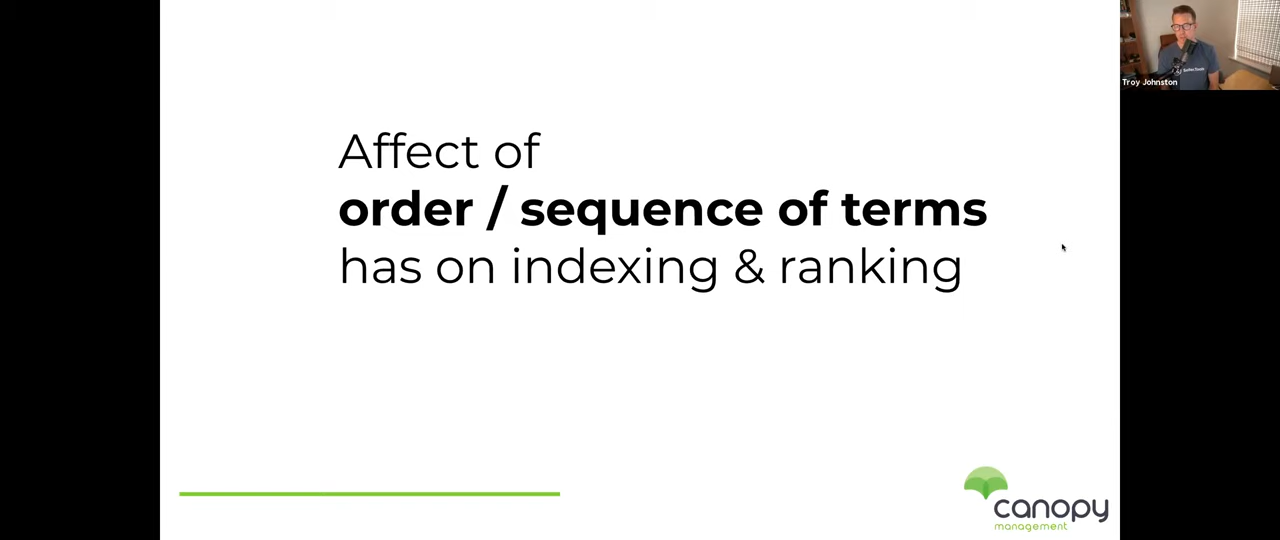 Affect of
order / sequence of terms
has on indexing & ranking
Troy Johnston
canopy
management